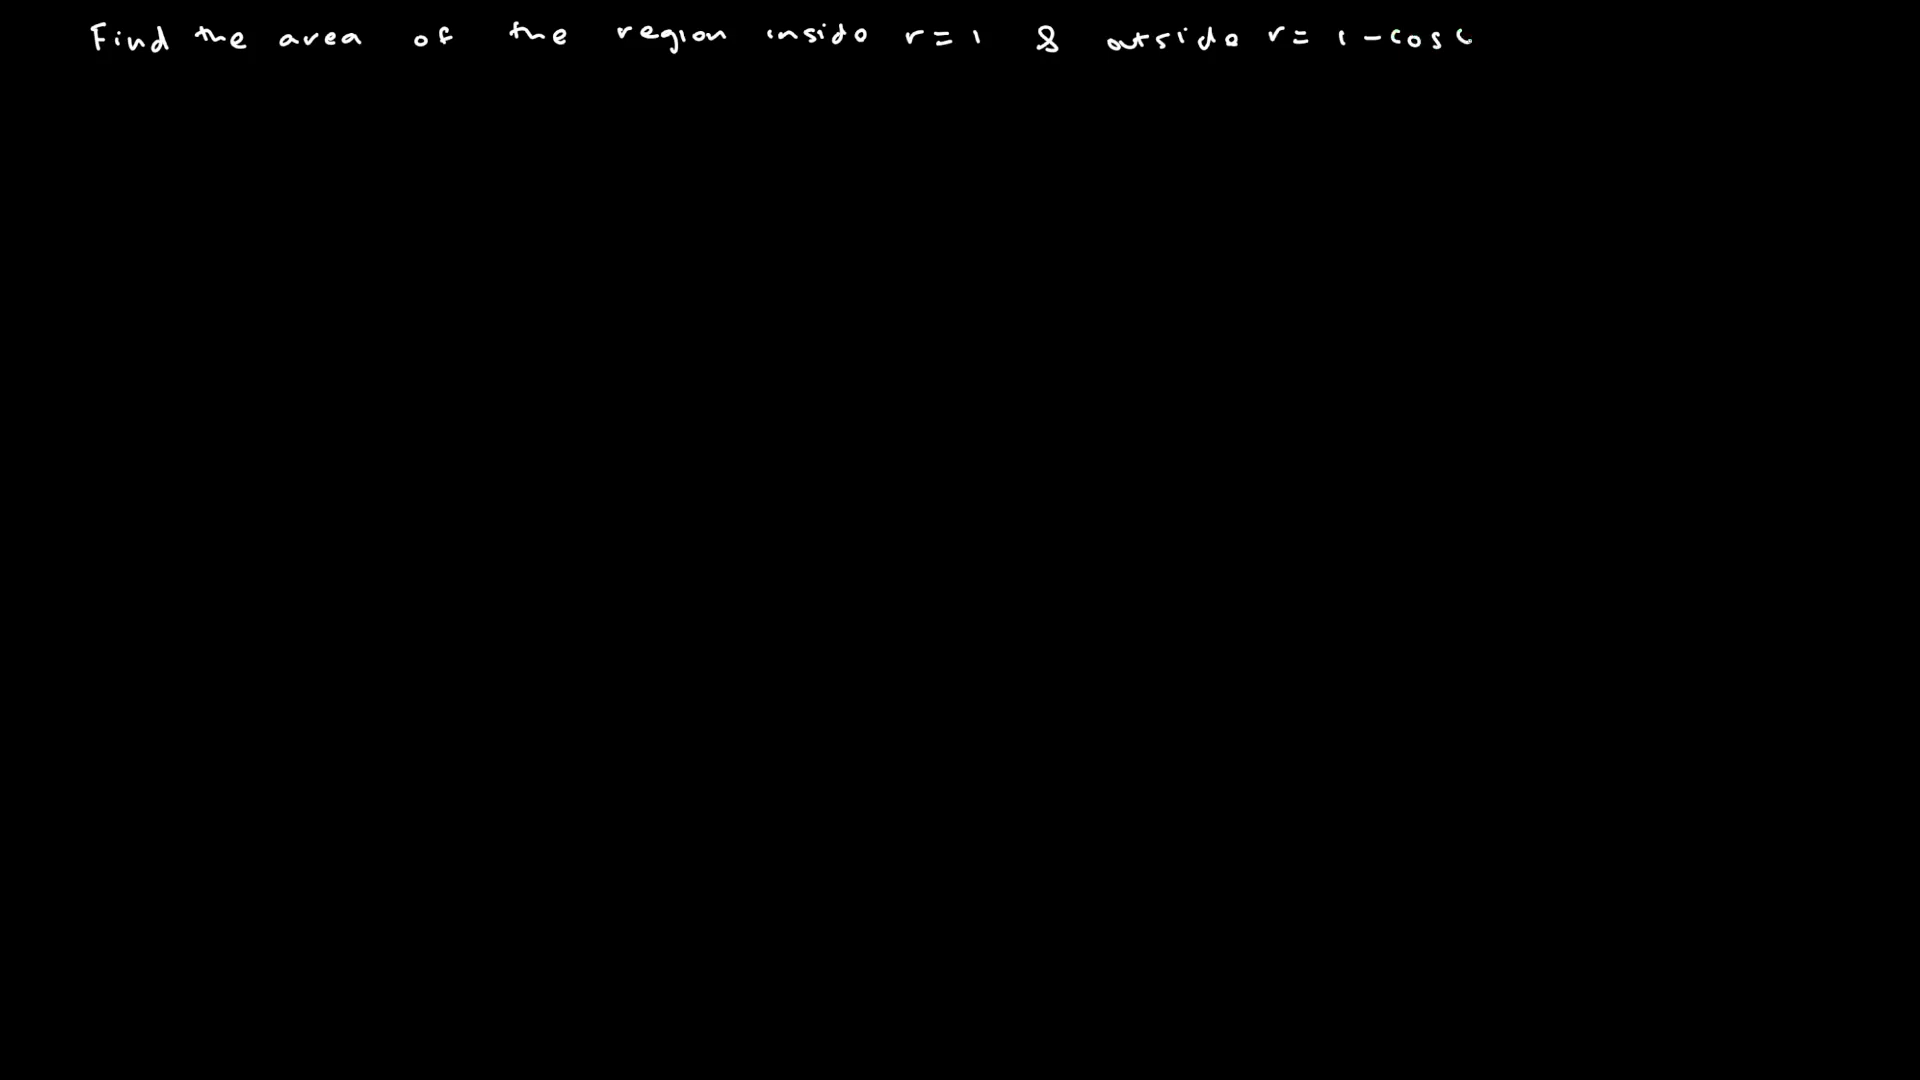 Find the area of the region inside r = 1 & outside r = 1 - cos